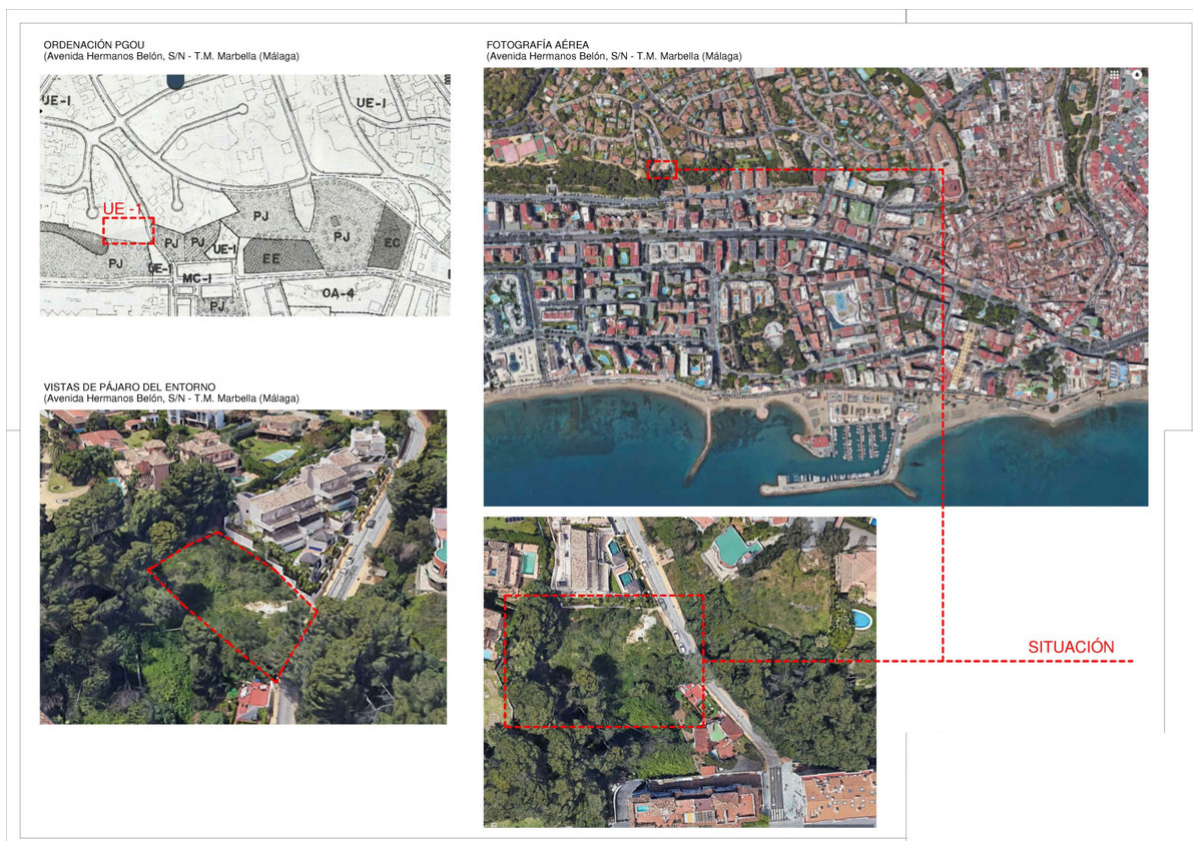 ORDENACIÓN PGOU
(Avenida Hermanos Belón, S/N - T.M. Marbella (Málaga)
UE-I
UE-I
UE -1
PJ
PJ
EC
PJ
PJ
UE-I
PJ
EE
UE-I
MC-I
OA-4
PJ
FOTOGRAFÍA AÉREA
(Avenida Hermanos Belón, S/N - T.M. Marbella (Málaga)
VISTAS DE PÁJARO DEL ENTORNO
(Avenida Hermanos Belón, S/N - T.M. Marbella (Málaga)
SITUACIÓN